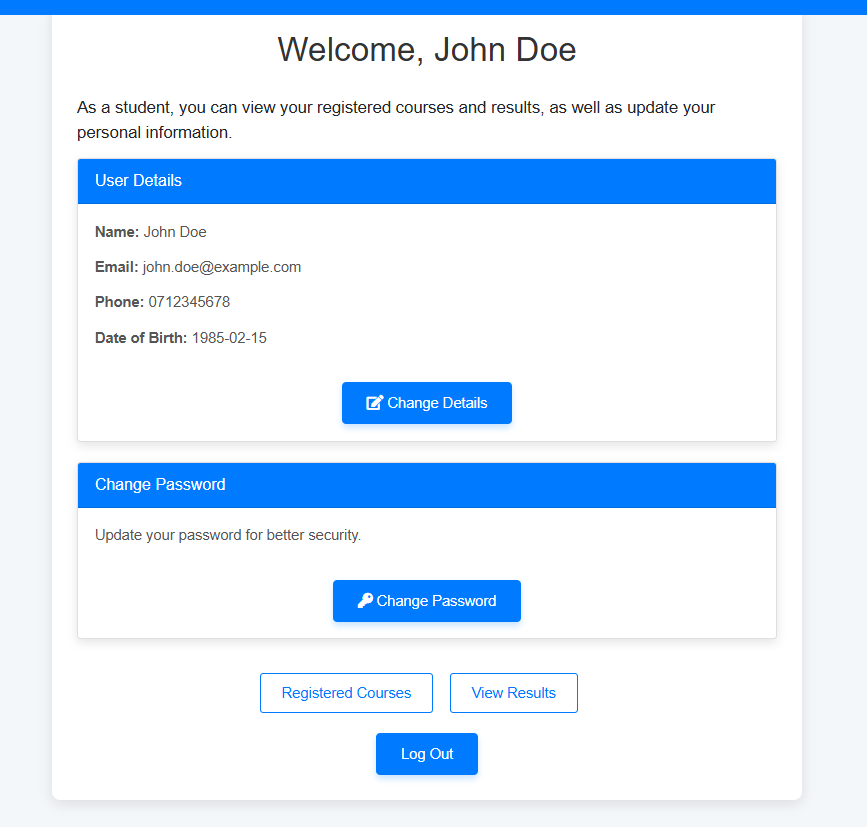 Welcome, John Doe
As a student, you can view your registered courses and results, as well as update your
personal information.
User Details
Name: John Doe
Email: john.doe@example.com
Phone: 0712345678
Date of Birth: 1985-02-15
Change Details
Change Password
Update your password for better security.
Change Password
Registered Courses
View Results
Log Out